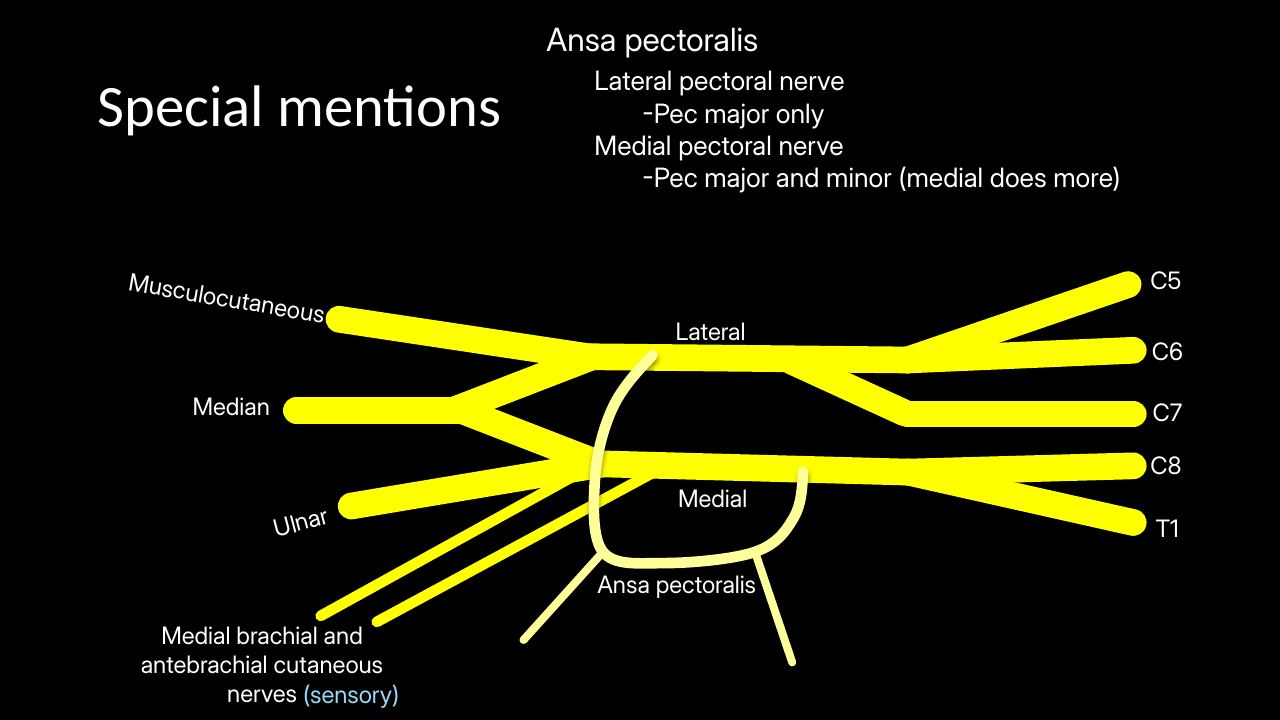 Special mentions
Ansa pectoralis
Lateral pectoral nerve
-Pec major only
Medial pectoral nerve
-Pec major and minor (medial does more)
Musculocutaneous
Median
Ulnar
Lateral
Medial
Ansa pectoralis
C5
C6
C7
C8
T1
Medial brachial and
antebrachial cutaneous
nerves (sensory)